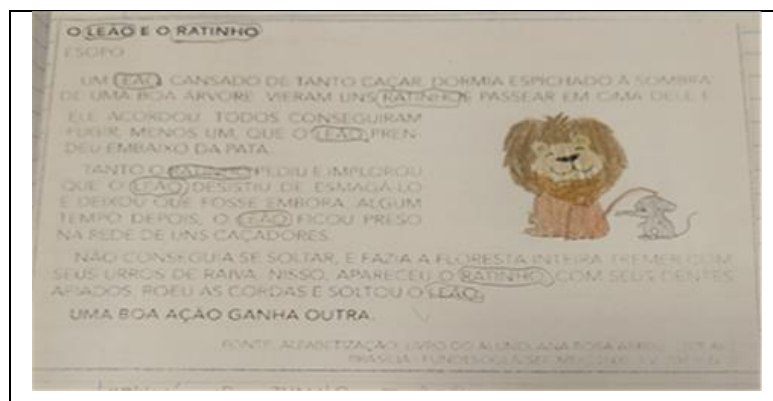 O LEÃO E O RATINHO
ESOPO
UM LEÃO, CANSADO DE TANTO CAÇAR, DORMIA ESPICHADO À SOMBRA
DE UMA BOA ÁRVORE. VIERAM UNS RATINHOS PASSEAR EM CIMA DELE E
ELE ACORDOU. TODOS CONSEGUIRAM
FUGIR, MENOS UM, QUE O LEÃO PREN-
DEU EMBAIXO DA PATA.
TANTO O RATINHO PEDIU E IMPLOROU
QUE O LEÃO DESISTIU DE ESMAGÁ-LO
E DEIXOU QUE FOSSE EMBORA. ALGUM
TEMPO DEPOIS, O LEÃO FICOU PRESO
NA REDE DE UNS CAÇADORES.
NÃO CONSEGUIA SE SOLTAR, E FAZIA A FLORESTA INTEIRA TREMER COM
SEUS URROS DE RAIVA. NISSO, APARECEU O RATINHO, COM SEUS DENTES
AFIADOS, ROEU AS CORDAS E SOLTOU O LEÃO.
UMA BOA AÇÃO GANHA OUTRA.
FONTE: ALFABETIZAÇÃO: LIVRO DO ALUNO. ANA ROSA ABREU
BRASÍLIA: FUNDESCOLA/SEF-MEC, 2000.